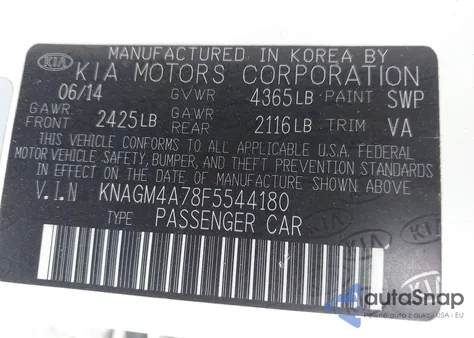 MANUFACTURED IN KOREA BY
KIA KIA MOTORS CORPORATION
06/14 GVWR 4365LB PAINT SWP
GAWR FRONT 2425LB GAWR REAR 2116LB TRIM VA
THIS VEHICLE CONFORMS TO ALL APPLICABLE U.S.A. FEDERAL
MOTOR VEHICLE SAFETY, BUMPER, AND THEFT PREVENTION STANDARDS
IN EFFECT ON THE DATE OF MANUFACTURE SHOWN ABOVE.
V.I.N KNAGM4A78F5544180
TYPE PASSENGER CAR
KIA
autoSnap